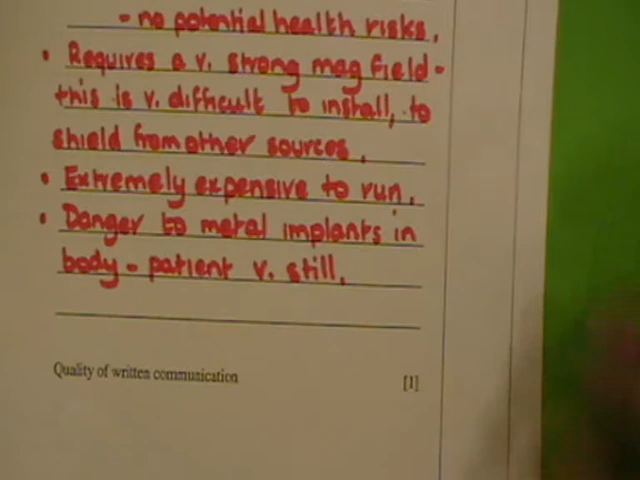 - no potential health risks.
• Requires a v. strong mag field -
this is v. difficult to install, to
shield from other sources.
• Extremely expensive to run.
• Danger to metal implants in
body - patient v. still.
Quality of written communication [1]